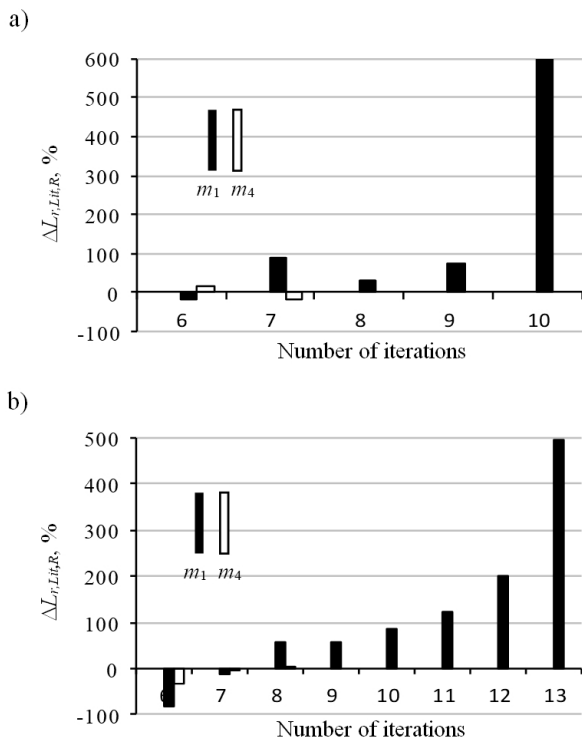 a)
600
500
400
300
200
100
0
-100
ΔL_r,Lit,R, %
m1 m4
6 7 8 9 10
Number of iterations
b)
500
400
300
200
100
0
-100
ΔL_r,Lit,R, %
m1 m4
6 7 8 9 10 11 12 13
Number of iterations